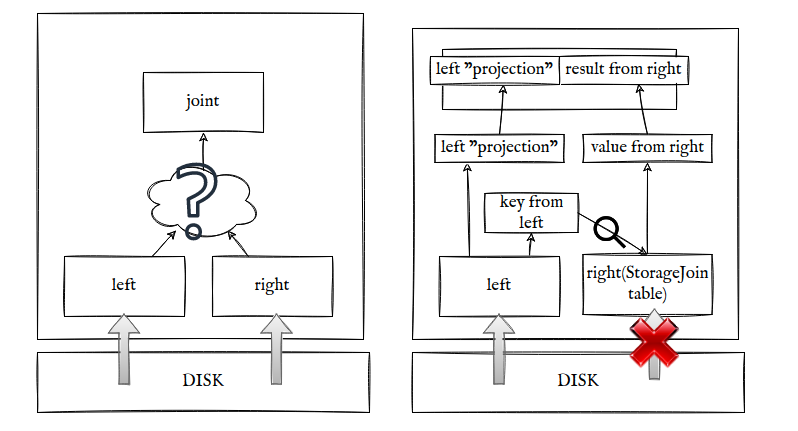 joint
?
left
right
DISK
left ”projection”
result from right
left ”projection”
value from right
key from
left
left
right(StorageJoin
table)
DISK